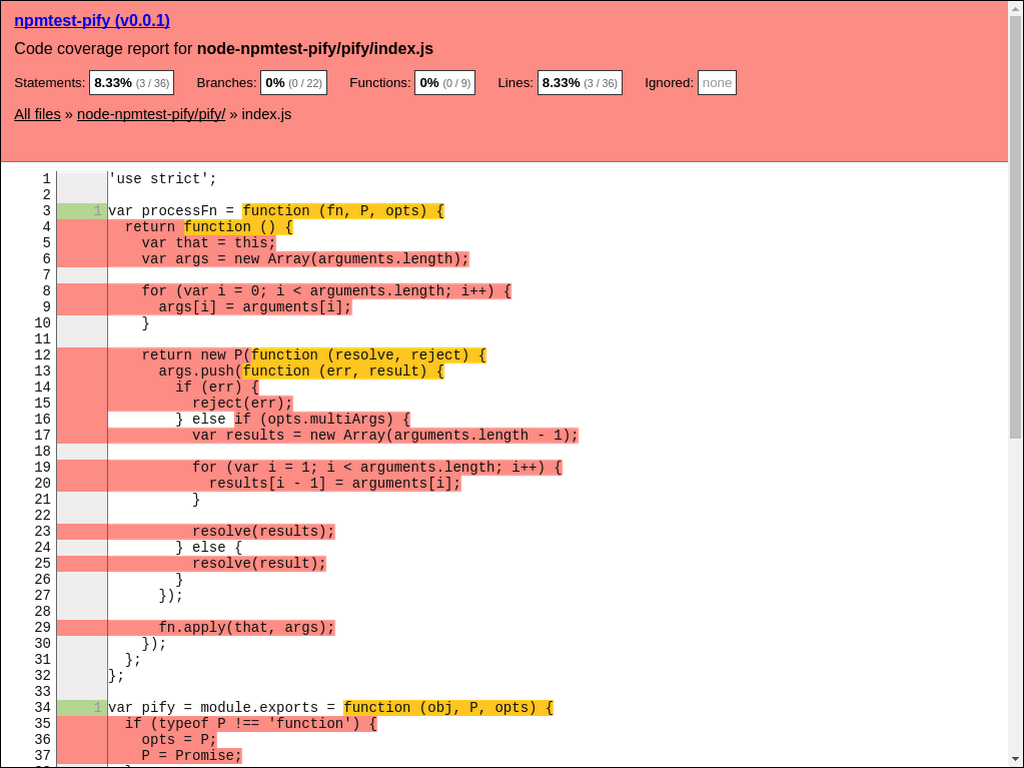 npmtest-pify (v0.0.1)
Code coverage report for node-npmtest-pify/pify/index.js
Statements: 8.33% (3 / 36) Branches: 0% (0 / 22) Functions: 0% (0 / 9) Lines: 8.33% (3 / 36) Ignored: none
All files » node-npmtest-pify/pify/ » index.js
1 'use strict';
2
3 1 var processFn = function (fn, P, opts) {
4 return function () {
5 var that = this;
6 var args = new Array(arguments.length);
7
8 for (var i = 0; i < arguments.length; i++) {
9 args[i] = arguments[i];
10 }
11
12 return new P(function (resolve, reject) {
13 args.push(function (err, result) {
14 if (err) {
15 reject(err);
16 } else if (opts.multiArgs) {
17 var results = new Array(arguments.length - 1);
18
19 for (var i = 1; i < arguments.length; i++) {
20 results[i - 1] = arguments[i];
21 }
22
23 resolve(results);
24 } else {
25 resolve(result);
26 }
27 });
28
29 fn.apply(that, args);
30 });
31 };
32 };
33
34 1 var pify = module.exports = function (obj, P, opts) {
35 if (typeof P !== 'function') {
36 opts = P;
37 P = Promise;